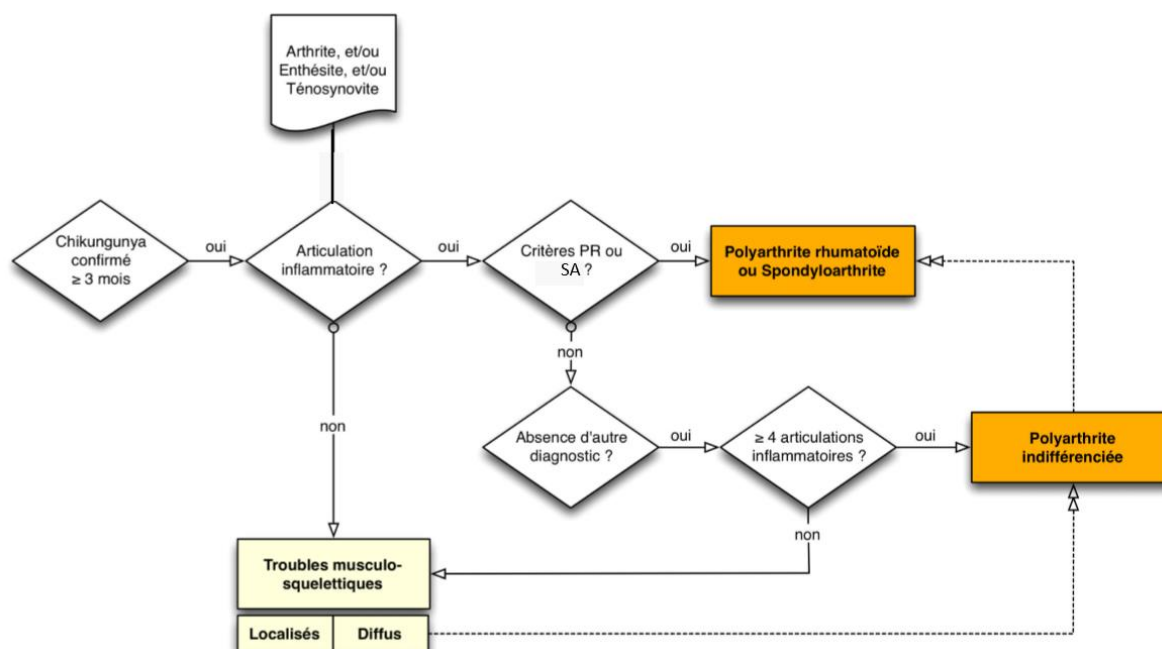 Arthrite, et/ou
Enthésite, et/ou
Ténosynovite
Chikungunya
confirmé
≥ 3 mois
oui
Articulation
inflammatoire ?
oui
Critères PR ou
SA ?
oui
Polyarthrite rhumatoïde
ou Spondyloarthrite
non
non
Absence d'autre
diagnostic ?
oui
≥ 4 articulations
inflammatoires ?
oui
Polyarthrite
indifférenciée
non
Troubles musculo-
squelettiques
Localisés
Diffus